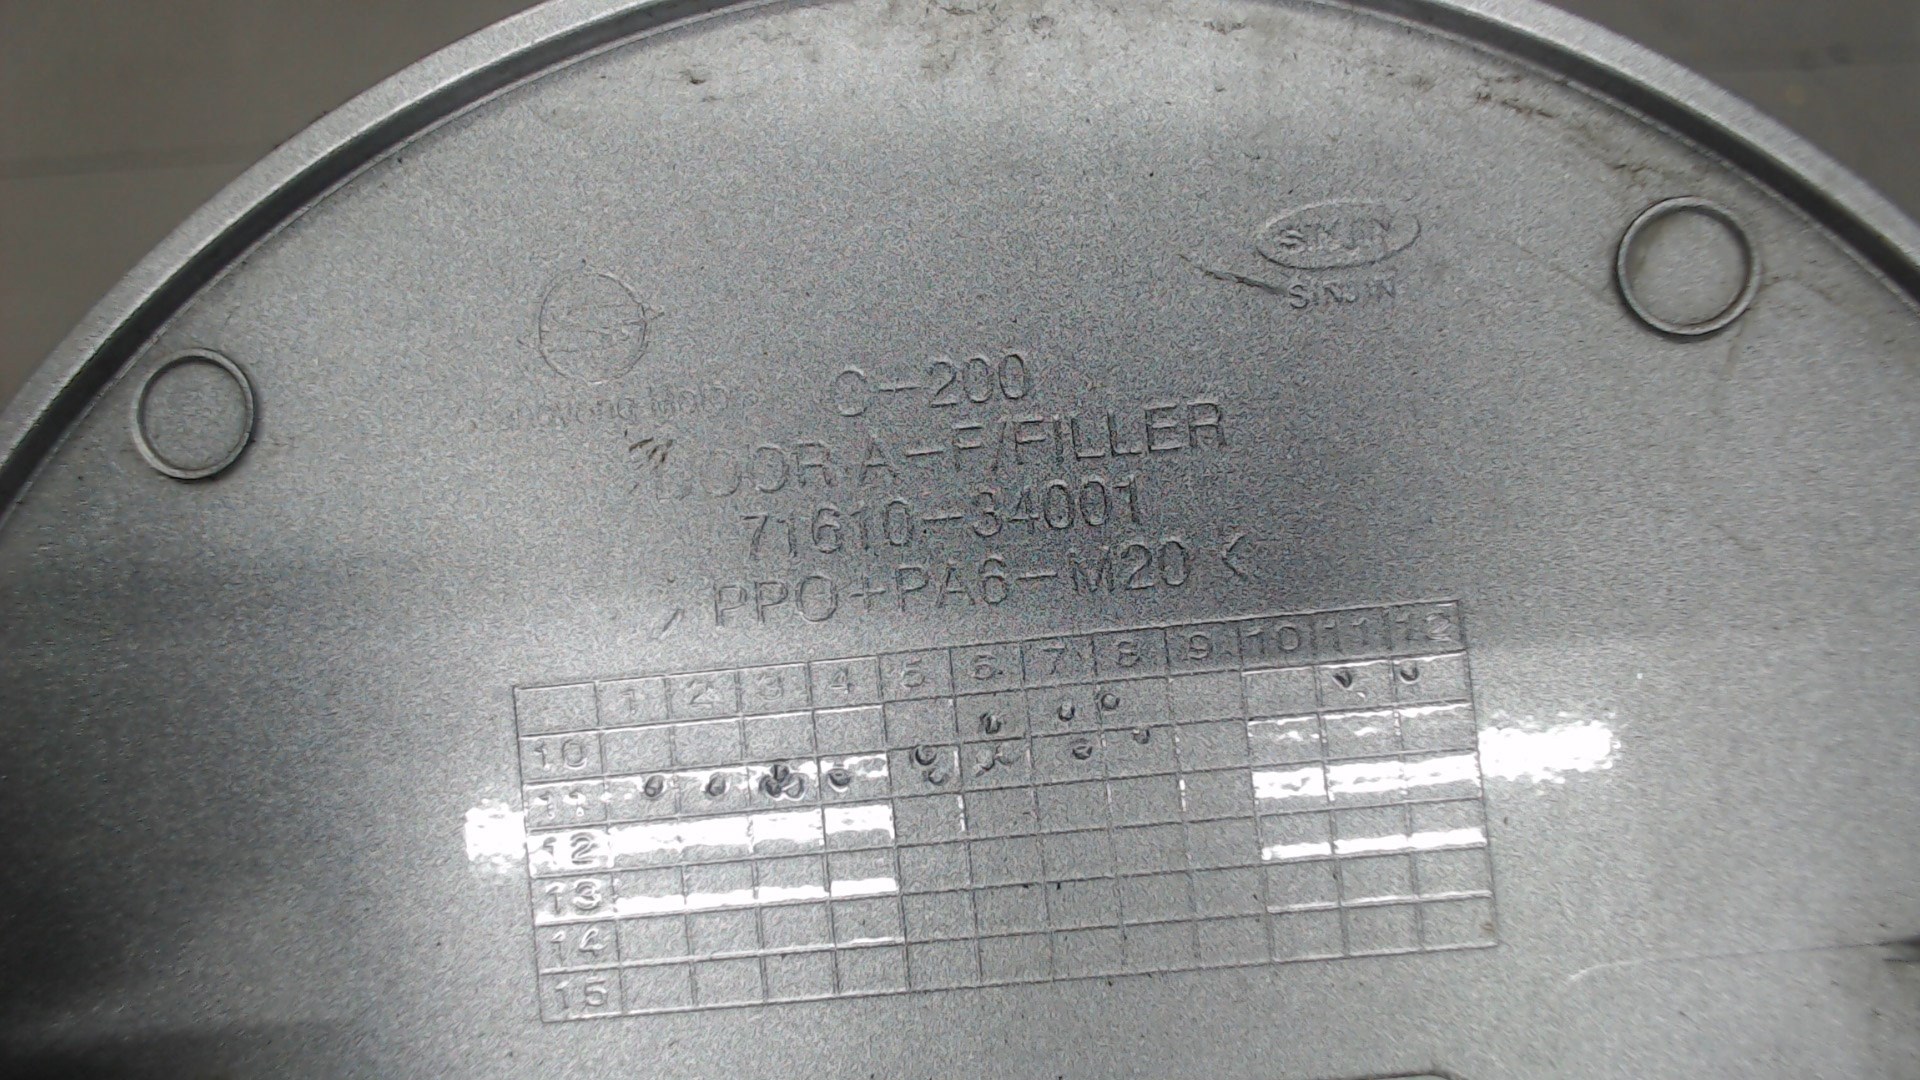 SINJIN
SINJIN
C-200
DOOR A-F/FILLER
71610-34001
PPO+PA6-M20 <
1 2 3 4 5 6 7 8 9 10 11 12
10
11
12
13
14
15